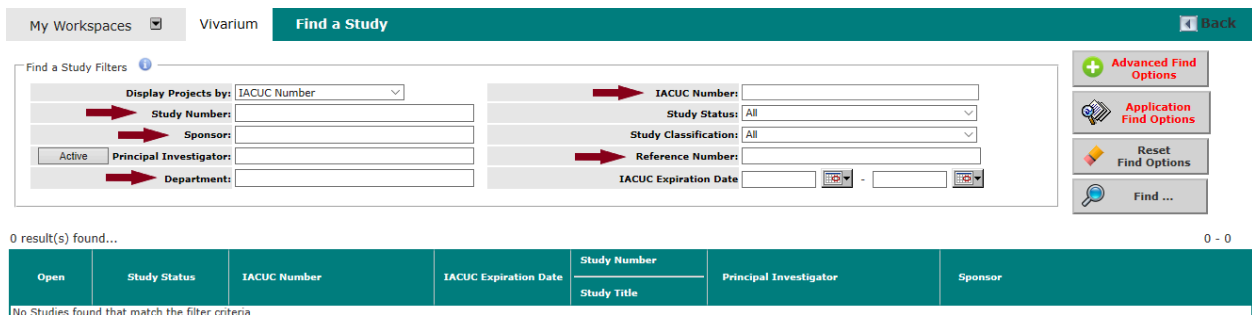 My Workspaces Vivarium Find a Study Back
Find a Study Filters
Display Projects by: IACUC Number
IACUC Number:
Study Number:
Study Status: All
Sponsor:
Study Classification: All
Active Principal Investigator:
Reference Number:
Department:
IACUC Expiration Date -
Advanced Find
Options
Application
Find Options
Reset
Find Options
Find ...
0 result(s) found...
0 - 0
Open Study Status IACUC Number IACUC Expiration Date Study Number Principal Investigator Sponsor
Study Title
No Studies found that match the filter criteria